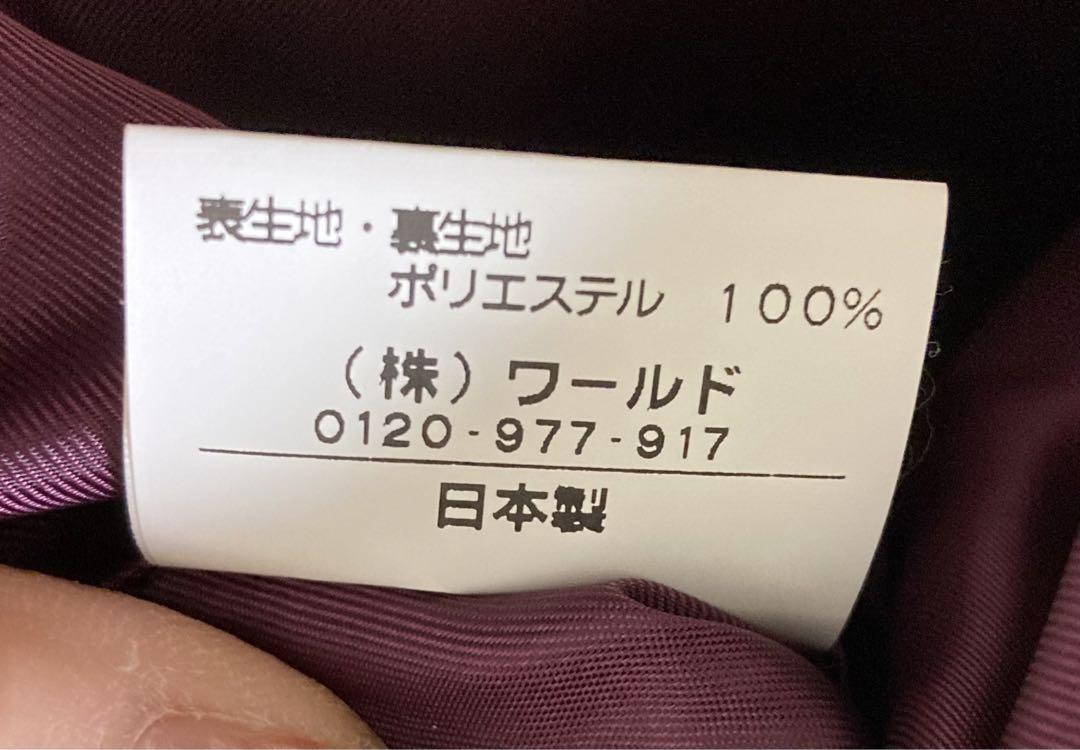 表生地・裏生地
ポリエステル 100%
(株)ワールド
0120-977-917
日本製